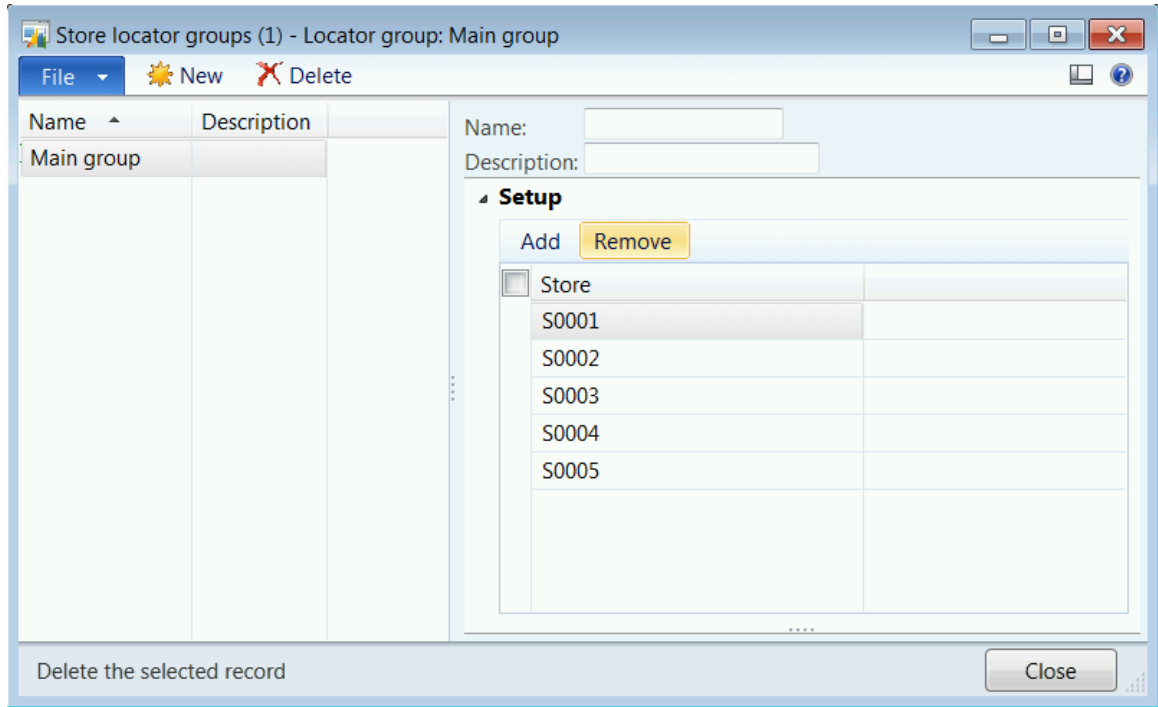 Store locator groups (1) - Locator group: Main group
File New Delete
Name Description
Main group
Name:
Description:
Setup
Add Remove
Store
S0001
S0002
S0003
S0004
S0005
Delete the selected record
Close